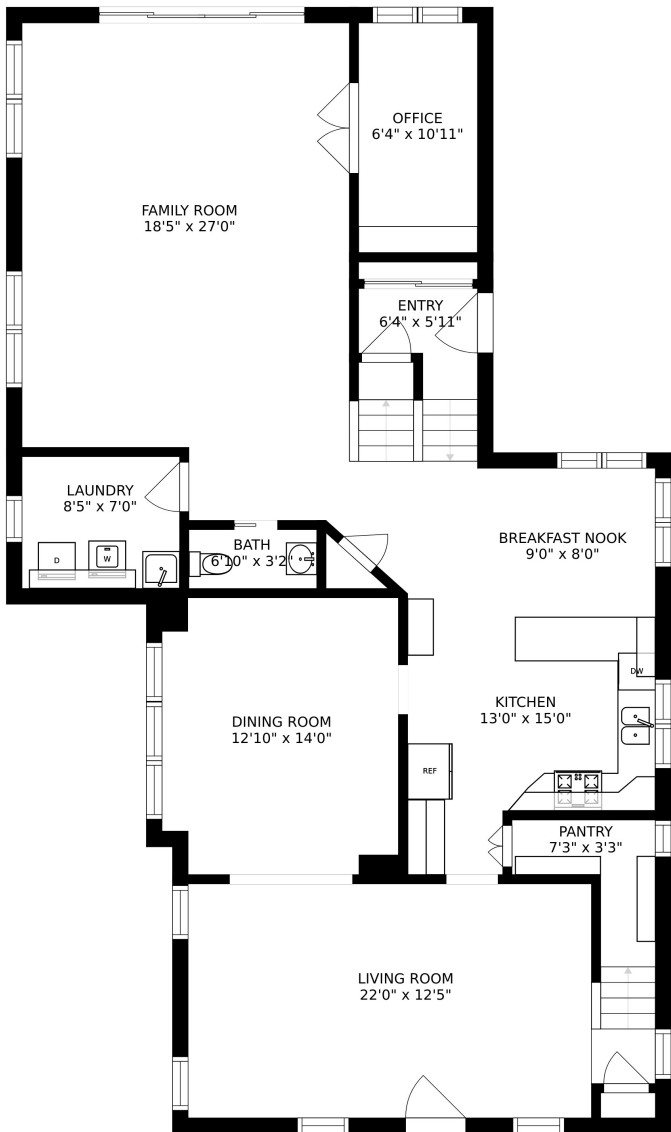 OFFICE
6'4" x 10'11"
FAMILY ROOM
18'5" x 27'0"
ENTRY
6'4" x 5'11"
LAUNDRY
8'5" x 7'0"
D
W
BATH
6'10" x 3'2"
BREAKFAST NOOK
9'0" x 8'0"
DW
KITCHEN
13'0" x 15'0"
DINING ROOM
12'10" x 14'0"
REF
PANTRY
7'3" x 3'3"
LIVING ROOM
22'0" x 12'5"